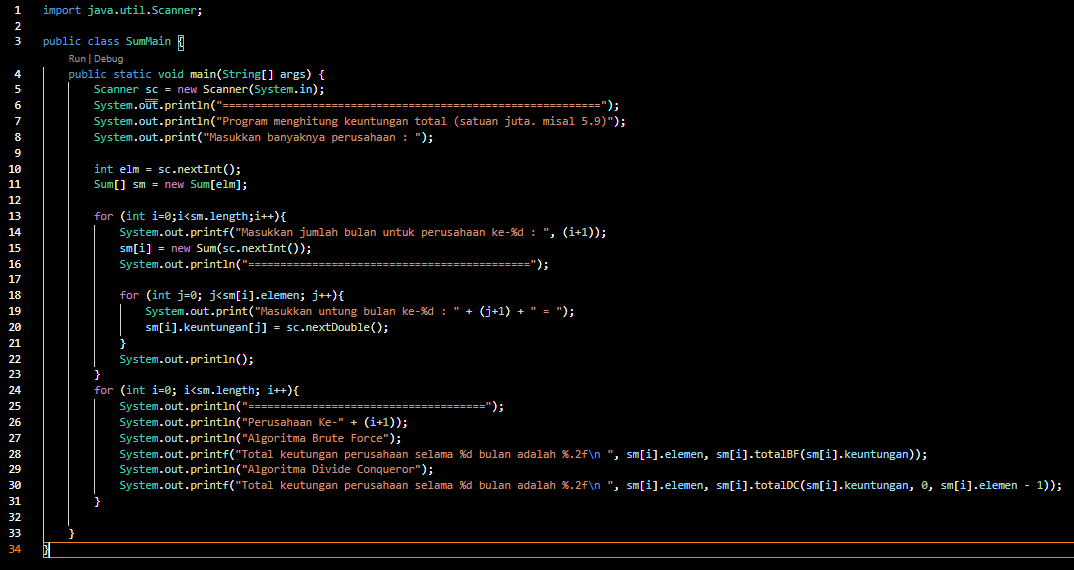 1 import java.util.Scanner;
2
3 public class SumMain {
Run | Debug
4 public static void main(String[] args) {
5 Scanner sc = new Scanner(System.in);
6 System.out.println("===========================================================");
7 System.out.println("Program menghitung keuntungan total (satuan juta. misal 5.9)");
8 System.out.print("Masukkan banyaknya perusahaan : ");
9
10 int elm = sc.nextInt();
11 Sum[] sm = new Sum[elm];
12
13 for (int i=0;i<sm.length;i++){
14 System.out.printf("Masukkan jumlah bulan untuk perusahaan ke-%d : ", (i+1));
15 sm[i] = new Sum(sc.nextInt());
16 System.out.println("============================================");
17
18 for (int j=0; j<sm[i].elemen; j++){
19 System.out.print("Masukkan untung bulan ke-%d : " + (j+1) + " = ");
20 sm[i].keuntungan[j] = sc.nextDouble();
21 }
22 System.out.println();
23 }
24 for (int i=0; i<sm.length; i++){
25 System.out.println("=====================================");
26 System.out.println("Perusahaan Ke-" + (i+1));
27 System.out.println("Algoritma Brute Force");
28 System.out.printf("Total keutungan perusahaan selama %d bulan adalah %.2f\n ", sm[i].elemen, sm[i].totalBF(sm[i].keuntungan));
29 System.out.println("Algoritma Divide Conqueror");
30 System.out.printf("Total keutungan perusahaan selama %d bulan adalah %.2f\n ", sm[i].elemen, sm[i].totalDC(sm[i].keuntungan, 0, sm[i].elemen - 1));
31 }
32
33 }
34 }